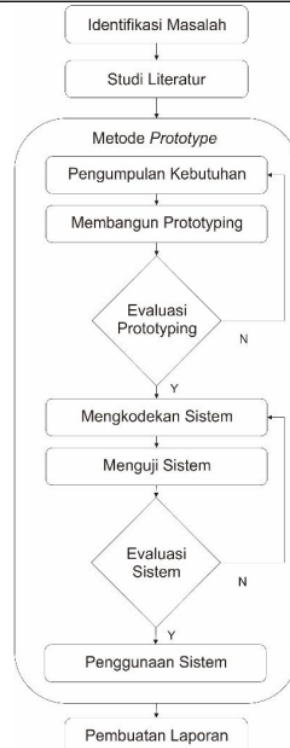 Identifikasi Masalah
Studi Literatur
Metode Prototype
Pengumpulan Kebutuhan
Membangun Prototyping
Evaluasi
Prototyping
N
Y
Mengkodekan Sistem
Menguji Sistem
Evaluasi
Sistem
N
Y
Penggunaan Sistem
Pembuatan Laporan